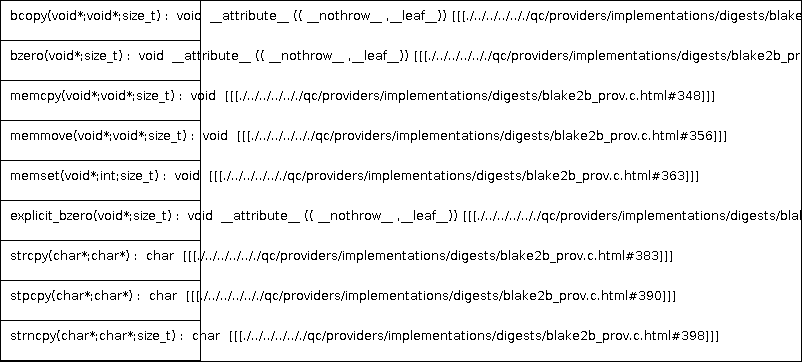 bcopy(void*;void*;size_t) : void __attribute__ (( __nothrow__ ,__leaf__)) [[[./../../../../qc/providers/implementations/digests/blake
bzero(void*;size_t) : void __attribute__ (( __nothrow__ ,__leaf__)) [[[./../../../../qc/providers/implementations/digests/blake2b_pr
memcpy(void*;void*;size_t) : void [[[./../../../../qc/providers/implementations/digests/blake2b_prov.c.html#348]]]
memmove(void*;void*;size_t) : void [[[./../../../../qc/providers/implementations/digests/blake2b_prov.c.html#356]]]
memset(void*;int;size_t) : void [[[./../../../../qc/providers/implementations/digests/blake2b_prov.c.html#363]]]
explicit_bzero(void*;size_t) : void __attribute__ (( __nothrow__ ,__leaf__)) [[[./../../../../qc/providers/implementations/digests/bla
strcpy(char*;char*) : char [[[./../../../../qc/providers/implementations/digests/blake2b_prov.c.html#383]]]
stpcpy(char*;char*) : char [[[./../../../../qc/providers/implementations/digests/blake2b_prov.c.html#390]]]
strncpy(char*;char*;size_t) : char [[[./../../../../qc/providers/implementations/digests/blake2b_prov.c.html#398]]]